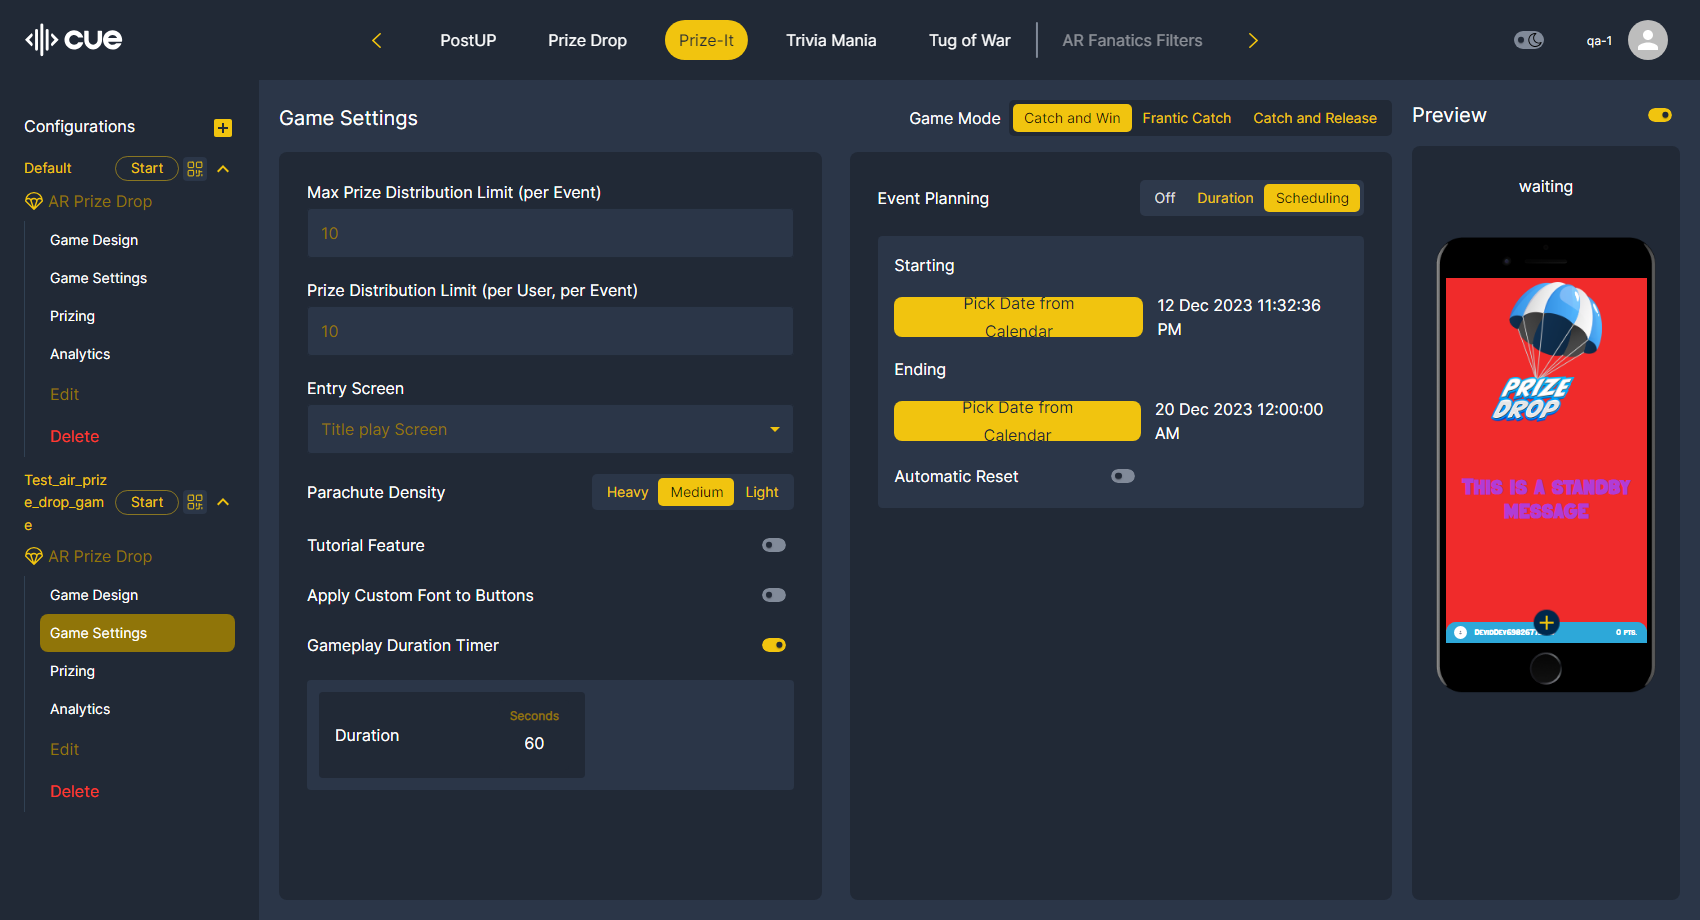 cue
PostUP
Prize Drop
Prize-It
Trivia Mania
Tug of War
AR Fanatics Filters
qa-1
Configurations
Default
Start
AR Prize Drop
Game Design
Game Settings
Prizing
Analytics
Edit
Delete
Test_air_priz
e_drop_gam
e
Start
AR Prize Drop
Game Design
Game Settings
Prizing
Analytics
Edit
Delete
Game Settings
Game Mode
Catch and Win
Frantic Catch
Catch and Release
Max Prize Distribution Limit (per Event)
10
Prize Distribution Limit (per User, per Event)
10
Entry Screen
Title play Screen
Parachute Density
Heavy
Medium
Light
Tutorial Feature
Apply Custom Font to Buttons
Gameplay Duration Timer
Duration
Seconds
60
Event Planning
Off
Duration
Scheduling
Starting
Pick Date from
Calendar
12 Dec 2023 11:32:36
PM
Ending
Pick Date from
Calendar
20 Dec 2023 12:00:00
AM
Automatic Reset
Preview
waiting
PRIZE
DROP
THIS IS A STANDBY
MESSAGE
0 PTS.